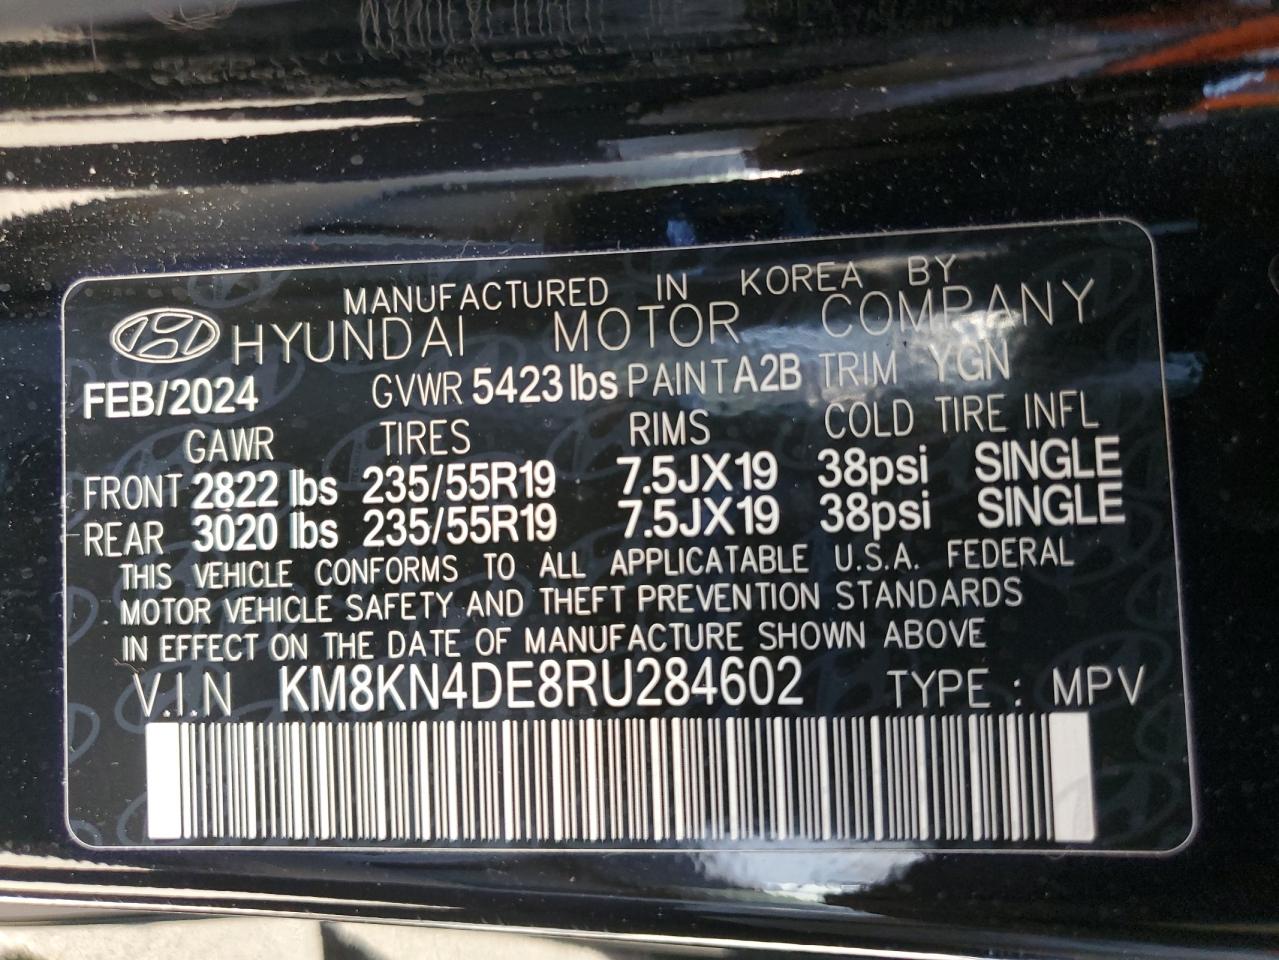 MANUFACTURED IN KOREA BY
HYUNDAI MOTOR COMPANY
FEB/2024 GVWR 5423 lbs PAINT A2B TRIM YGN
GAWR TIRES RIMS COLD TIRE INFL
FRONT 2822 lbs 235/55R19 7.5JX19 38psi SINGLE
REAR 3020 lbs 235/55R19 7.5JX19 38psi SINGLE
THIS VEHICLE CONFORMS TO ALL APPLICATABLE U.S.A. FEDERAL
MOTOR VEHICLE SAFETY AND THEFT PREVENTION STANDARDS
IN EFFECT ON THE DATE OF MANUFACTURE SHOWN ABOVE
V.I.N KM8KN4DE8RU284602 TYPE : MPV